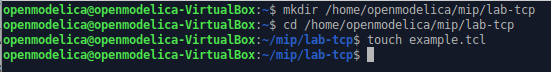 openmodelica@openmodelica-VirtualBox:~$ mkdir /home/openmodelica/mip/lab-tcp
openmodelica@openmodelica-VirtualBox:~$ cd /home/openmodelica/mip/lab-tcp
openmodelica@openmodelica-VirtualBox:~/mip/lab-tcp$ touch example.tcl
openmodelica@openmodelica-VirtualBox:~/mip/lab-tcp$